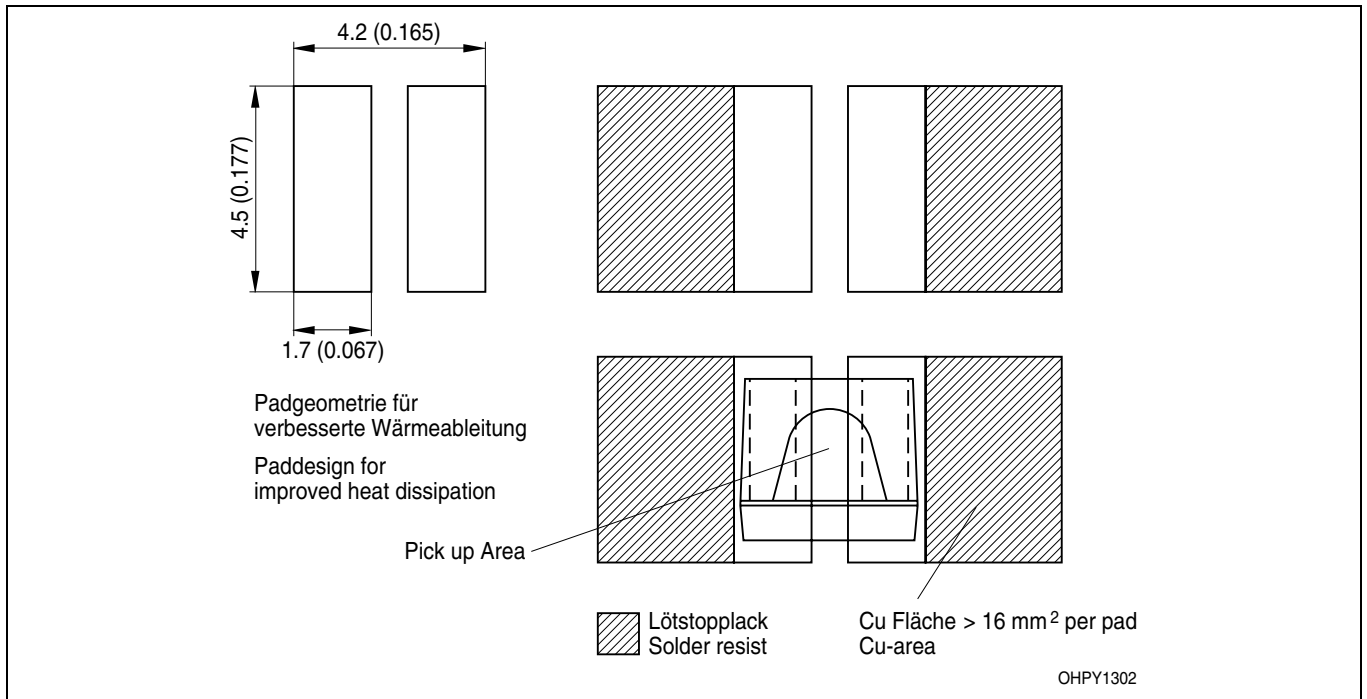 4.2 (0.165)
4.5 (0.177)
1.7 (0.067)
Padgeometrie für
verbesserte Wärmeableitung
Paddesign for
improved heat dissipation
Pick up Area
Lötstopplack
Solder resist
Cu Fläche > 16 mm² per pad
Cu-area
OHPY1302